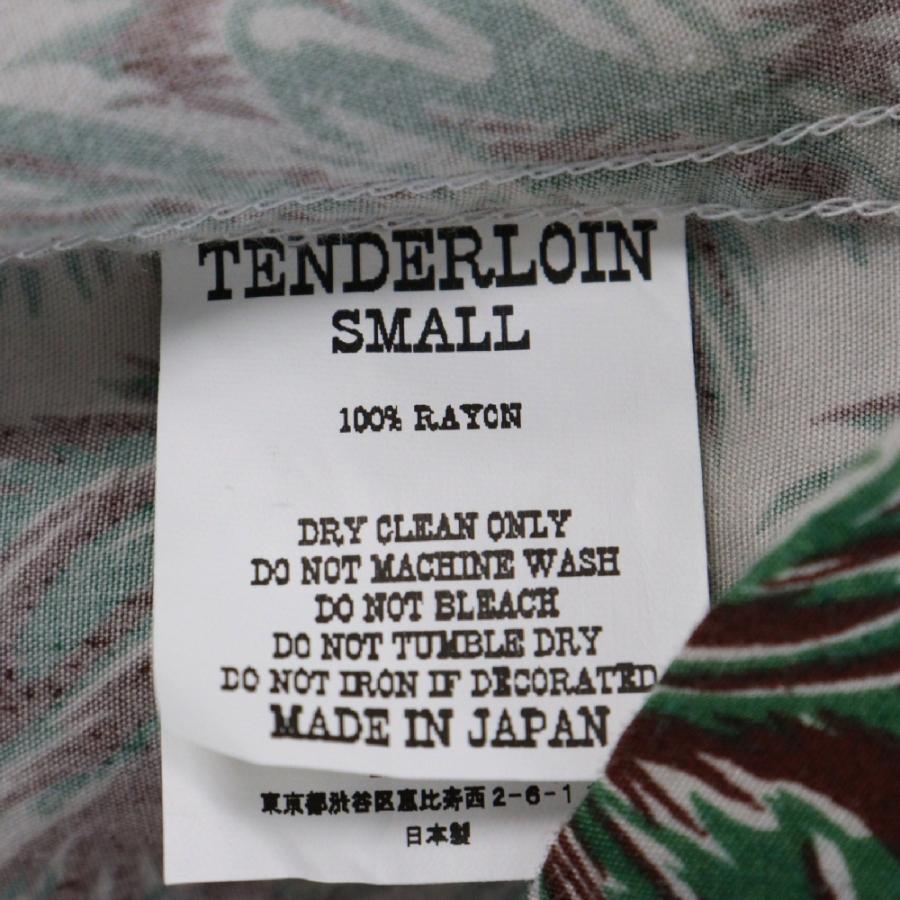 TENDERLOIN
SMALL
100% RAYON
DRY CLEAN ONLY
DO NOT MACHINE WASH
DO NOT BLEACH
DO NOT TUMBLE DRY
DO NOT IRON IF DECORATED
MADE IN JAPAN
東京都渋谷区恵比寿西2-6-1
日本製